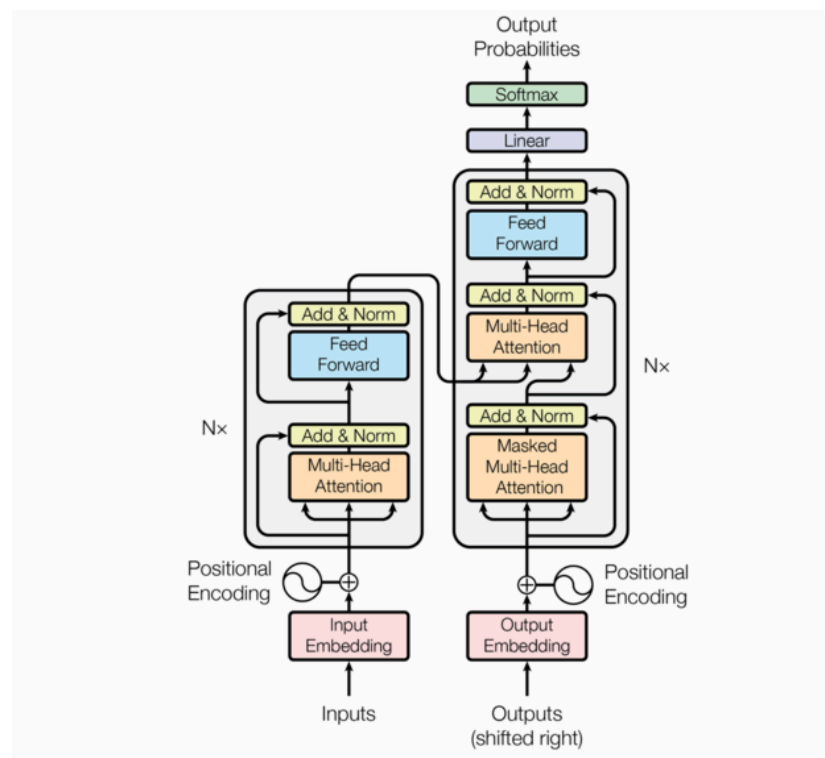 Output
Probabilities
Softmax
Linear
Add & Norm
Feed
Forward
Add & Norm
Multi-Head
Attention
Add & Norm
Masked
Multi-Head
Attention
Nx
Add & Norm
Feed
Forward
Add & Norm
Multi-Head
Attention
Nx
Positional
Encoding
Positional
Encoding
Input
Embedding
Output
Embedding
Inputs
Outputs
(shifted right)